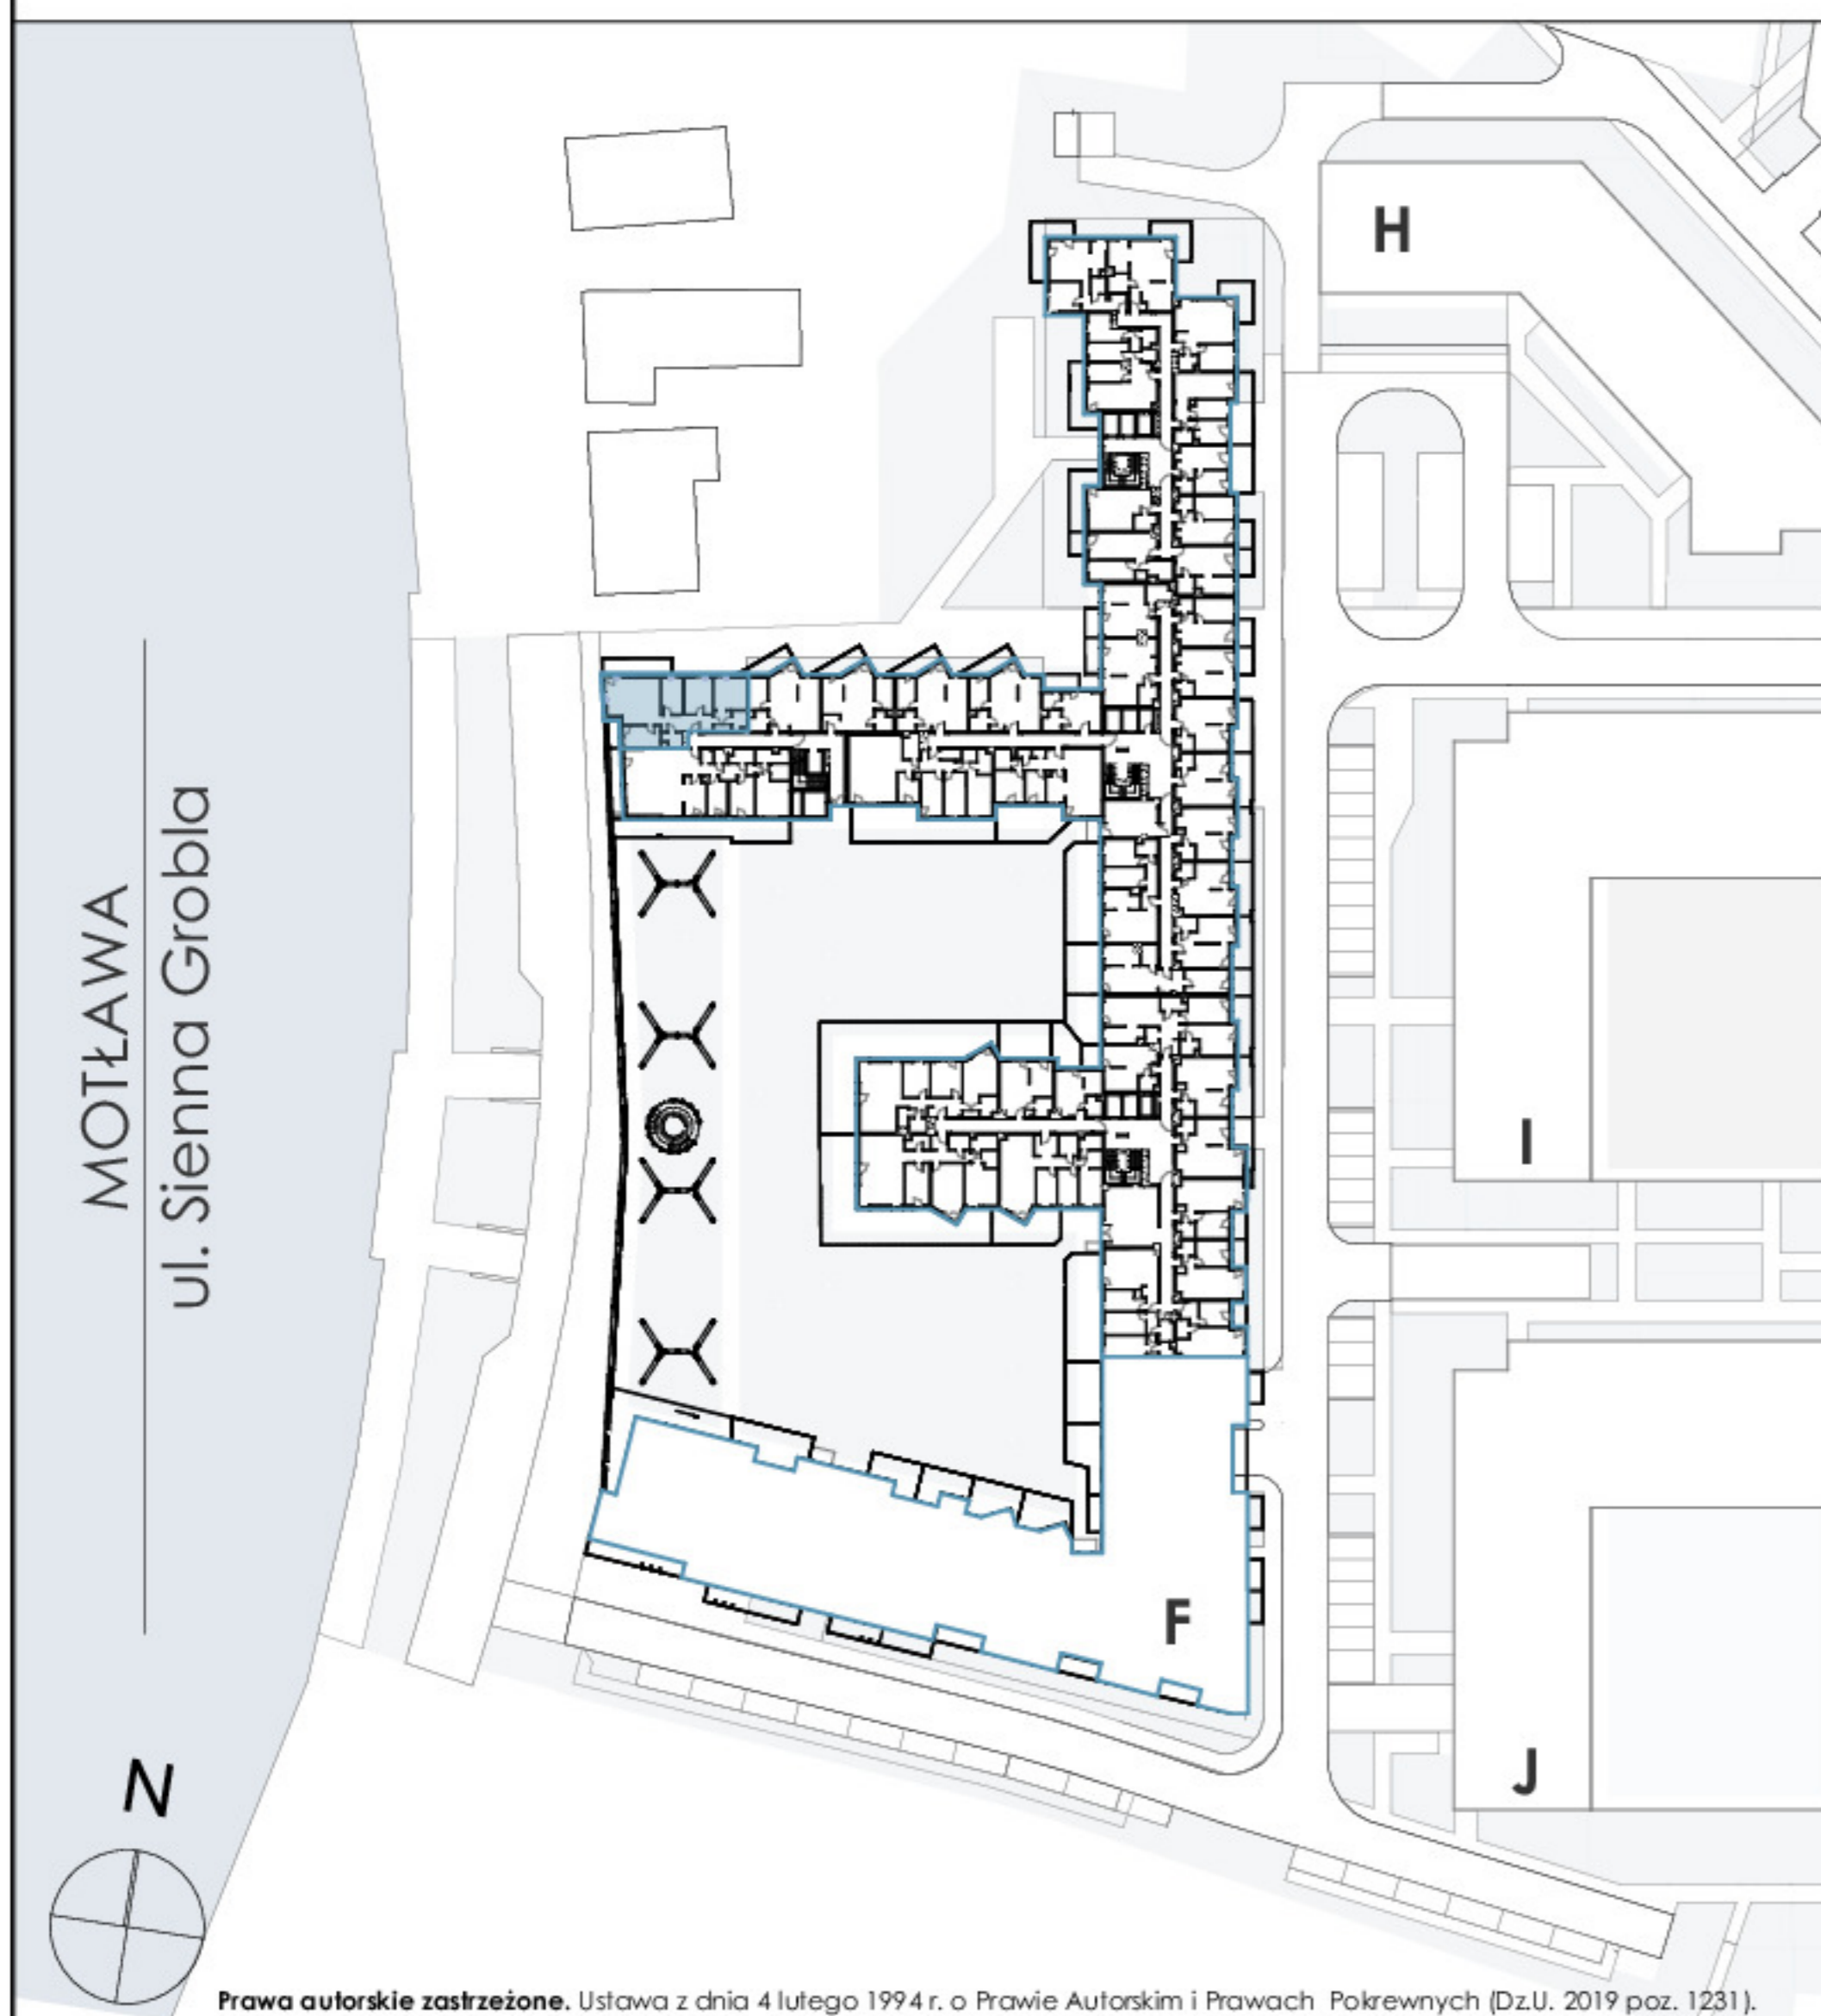 H
MOTŁAWA
ul. Sienna Grobla
I
F
J
N
Prawa autorskie zastrzeżone. Ustawa z dnia 4 lutego 1994 r. o Prawie Autorskim i Prawach Pokrewnych (Dz.U. 2019 poz. 1231).